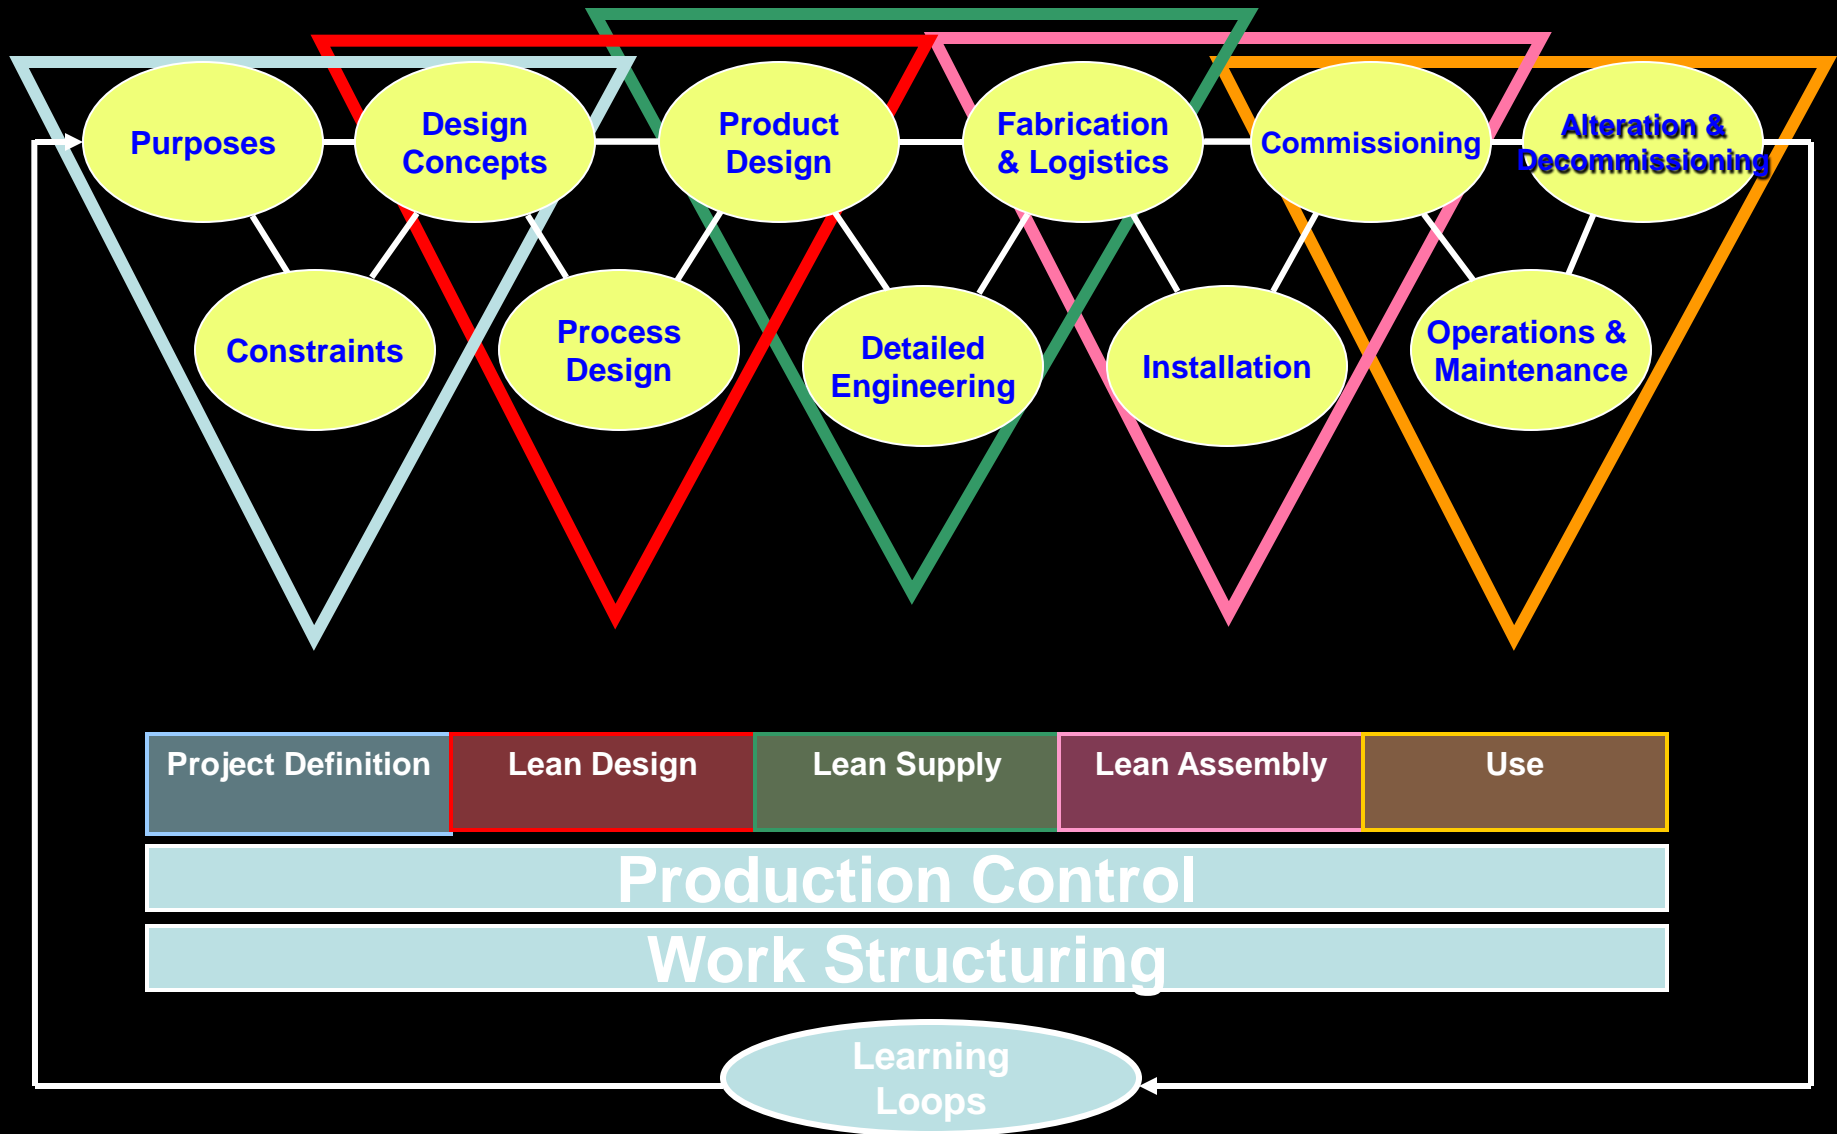 Purposes
Design
Concepts
Product
Design
Fabrication
& Logistics
Commissioning
Alteration &
Decommissioning
Constraints
Process
Design
Detailed
Engineering
Installation
Operations &
Maintenance
Project Definition
Lean Design
Lean Supply
Lean Assembly
Use
Production Control
Work Structuring
Learning
Loops